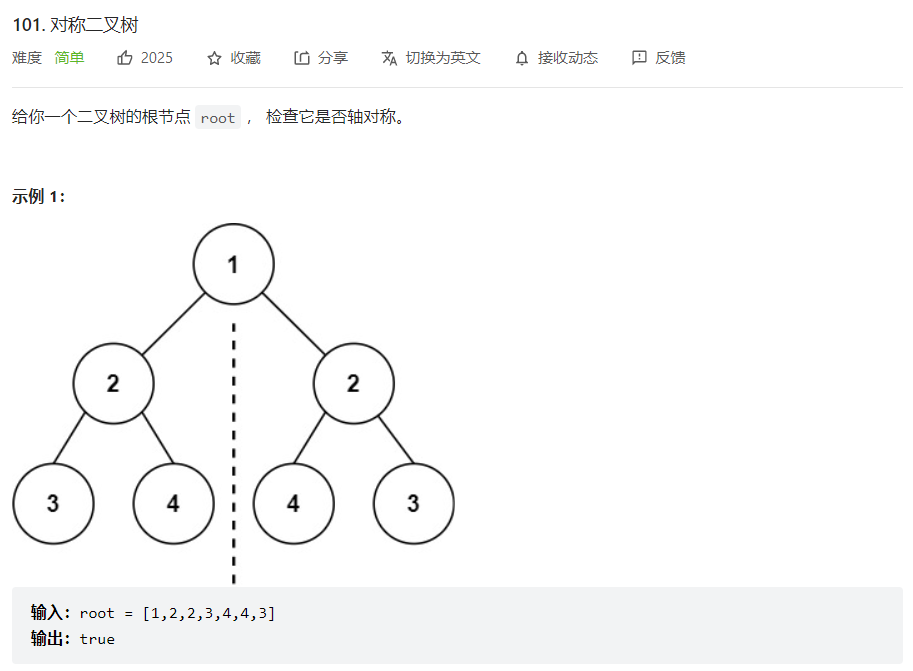 101. 对称二叉树
难度 简单 2025 收藏 分享 切换为英文 接收动态 反馈
给你一个二叉树的根节点 root ， 检查它是否轴对称。
示例 1：
1
2 2
3 4 4 3
输入：root = [1,2,2,3,4,4,3]
输出：true